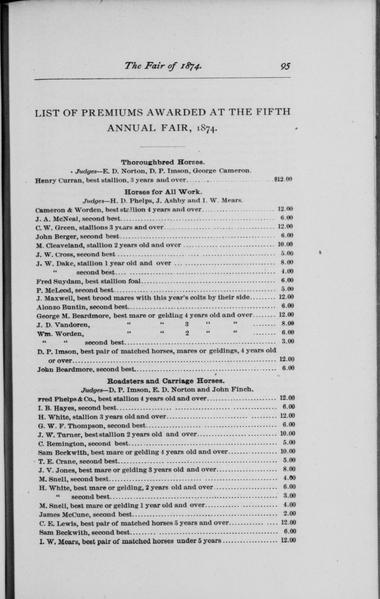 The Fair of 1874. 95
LIST OF PREMIUMS AWARDED AT THE FIFTH
ANNUAL FAIR, 1874.
Thoroughbred Horses.
Judges—E. D. Norton, D. P. Imson, George Cameron.
Henry Curran, best stallion, 3 years and over $12.00
Horses for All Work.
Judges—H. D. Phelps, J. Ashby and I. W. Mears.
Cameron & Worden, best stallion 4 years and over 12.00
J. A. McNeal, second best 6.00
C. W. Green, stallions 3 years and over 12.00
John Berger, second best 6.00
M. Cleaveland, stallion 2 years old and over 10.00
J. W. Cross, second best 5.00
J. W. Dake, stallion 1 year old and over 8.00
" second best 4.00
Fred Suydam, best stallion foal 6.00
P. McLeod, second best 5.00
J. Maxwell, best brood mares with this year's colts by their side 12.00
Alonzo Buntin, second best 6.00
George M. Beardmore, best mare or gelding 4 years old and over 12.00
J. D. Vandoren, " " 3 " " 8.00
Wm. Worden, " " 2 " " 6.00
" " second best 3.00
D. P. Imson, best pair of matched horses, mares or geldings, 4 years old
or over 12.00
John Beardmore, second best 6.00
Roadsters and Carriage Horses.
Judges—D. P. Imson, E. D. Norton and John Finch.
Fred Phelps & Co., best stallion 4 years old and over 12.00
I. B. Hayes, second best 6.00
H. White, stallion 3 years old and over 12.00
G. W. F. Thompson, second best 6.00
J. W. Turner, best stallion 2 years old and over 10.00
C. Remington, second best 5.00
Sam Beckwith, best mare or gelding 4 years old and over 10.00
T. E. Crane, second best 5.00
J. V. Jones, best mare or gelding 3 years old and over 8.00
M. Snell, second best 4.00
H. White, best mare or gelding, 2 years old and over 6.00
" second best 3.00
M. Snell, best mare or gelding 1 year old and over 4.00
James McCune, second best 2.00
C. E. Lewis, best pair of matched horses 5 years and over 12.00
Sam Beckwith, second best 6.00
I. W. Mears, best pair of matched horses under 5 years 12.00